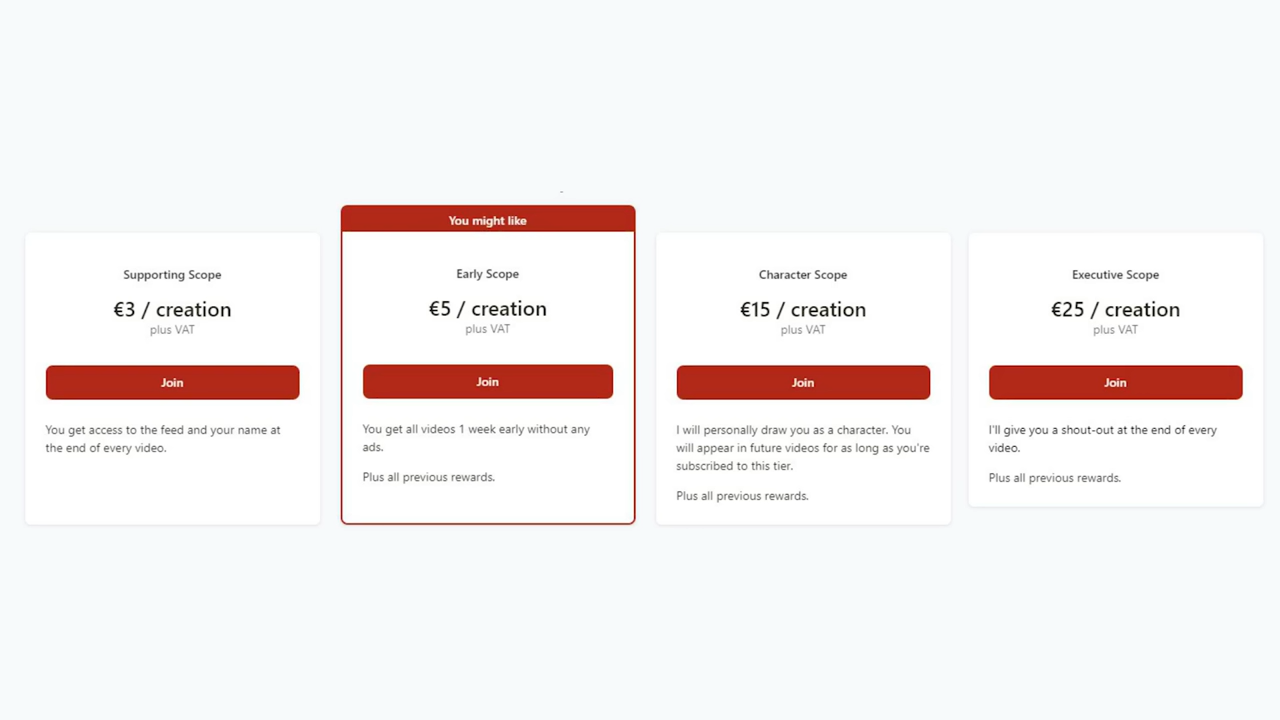 Supporting Scope
€3 / creation
plus VAT
Join
You get access to the feed and your name at
the end of every video.
You might like
Early Scope
€5 / creation
plus VAT
Join
You get all videos 1 week early without any
ads.
Plus all previous rewards.
Character Scope
€15 / creation
plus VAT
Join
I will personally draw you as a character. You
will appear in future videos for as long as you're
subscribed to this tier.
Plus all previous rewards.
Executive Scope
€25 / creation
plus VAT
Join
I'll give you a shout-out at the end of every
video.
Plus all previous rewards.